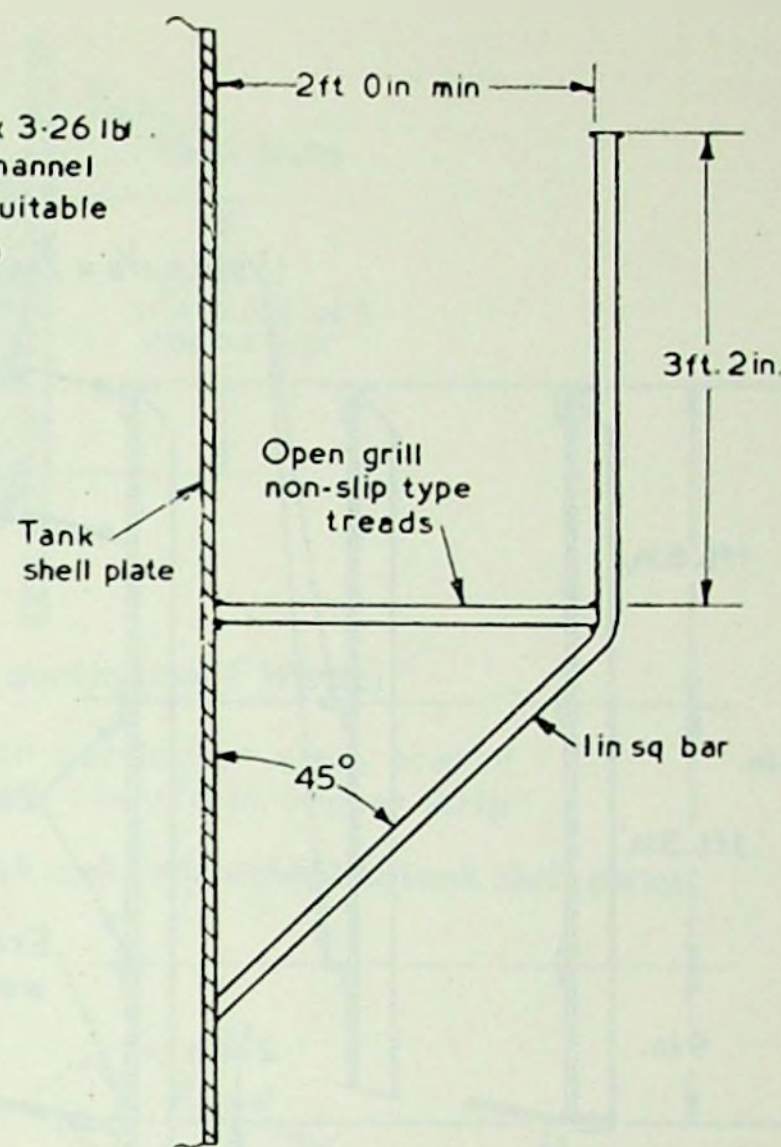 2ft 0in min
x 3·26 lb
hannel
uitable
3ft. 2in.
Open grill
non-slip type
treads
Tank
shell plate
1in sq bar
45°